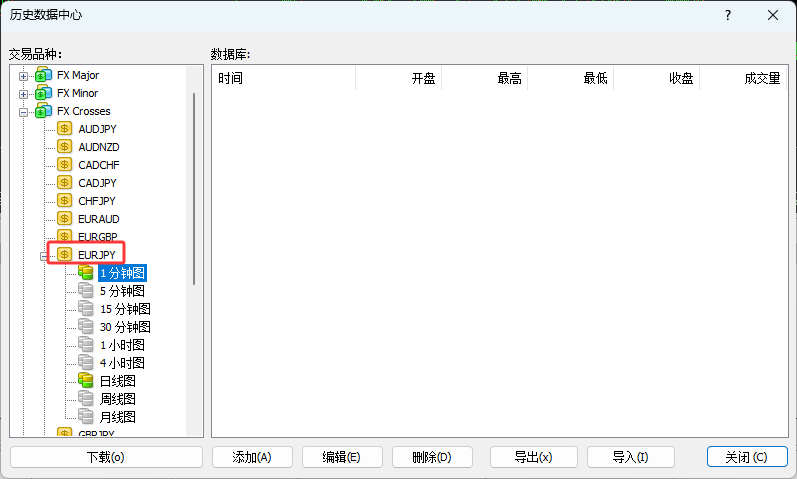 历史数据中心
?
交易品种：
数据库:
FX Major
FX Minor
FX Crosses
AUDJPY
AUDNZD
CADCHF
CADJPY
CHFJPY
EURAUD
EURGBP
EURJPY
1 分钟图
5 分钟图
15 分钟图
30 分钟图
1 小时图
4 小时图
日线图
周线图
月线图
GBPJPY
时间 开盘 最高 最低 收盘 成交量
下载(o) 添加(A) 编辑(E) 删除(D) 导出(x) 导入(I) 关闭 (C)